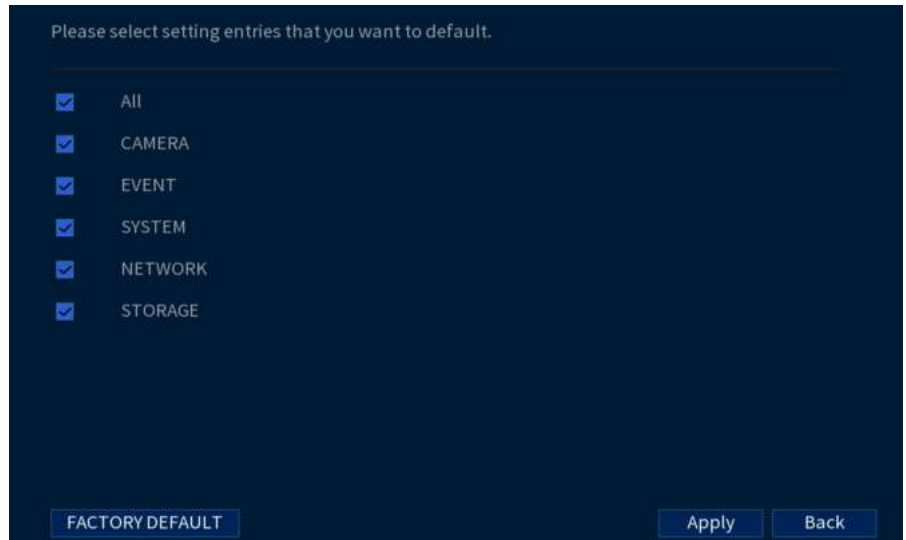 Please select setting entries that you want to default.
All
CAMERA
EVENT
SYSTEM
NETWORK
STORAGE
FACTORY DEFAULT Apply Back